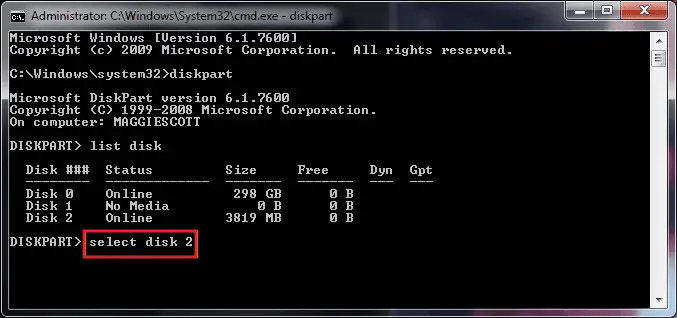 Administrator: C:\Windows\System32\cmd.exe - diskpart
Microsoft Windows [Version 6.1.7600]
Copyright (c) 2009 Microsoft Corporation.  All rights reserved.
C:\Windows\system32>diskpart
Microsoft DiskPart version 6.1.7600
Copyright (C) 1999-2008 Microsoft Corporation.
On computer: MAGGIESCOTT
DISKPART> list disk
  Disk ###  Status         Size     Free     Dyn  Gpt
  --------  -------------  -------  -------  ---  ---
  Disk 0    Online          298 GB      0 B
  Disk 1    No Media           0 B      0 B
  Disk 2    Online         3819 MB      0 B
DISKPART> select disk 2